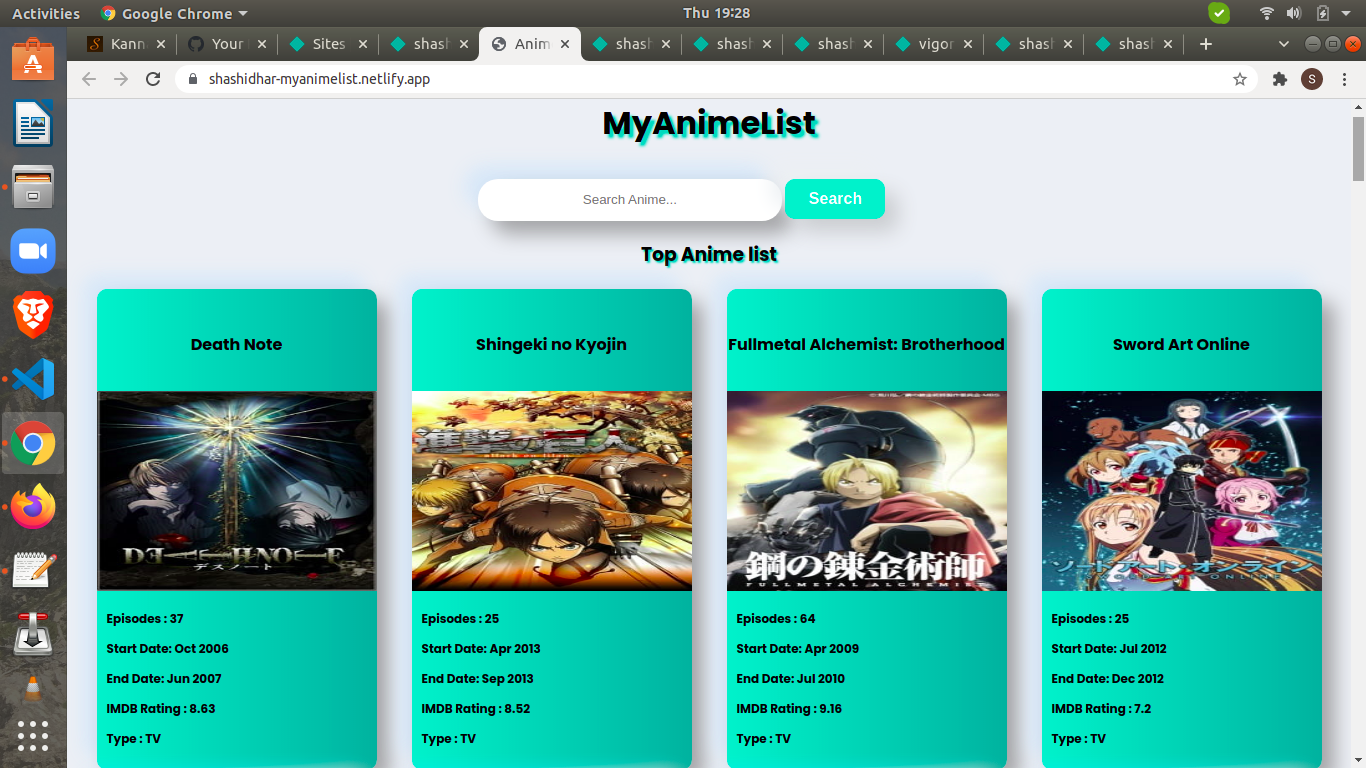 Activities
Google Chrome
Thu 19:28
Kann
Your
Sites
shas
Anim
shas
shas
shas
vigor
shas
shas
shashidhar-myanimelist.netlify.app
S
MyAnimeList
Search Anime...
Search
Top Anime list
Death Note
Shingeki no Kyojin
Fullmetal Alchemist: Brotherhood
Sword Art Online
進撃の巨人
DEATH NOTE
デスノート
鋼の錬金術師
FULLMETAL ALCHEMIST
ソードアート・オンライン
Episodes : 37
Start Date: Oct 2006
End Date: Jun 2007
IMDB Rating : 8.63
Type : TV
Episodes : 25
Start Date: Apr 2013
End Date: Sep 2013
IMDB Rating : 8.52
Type : TV
Episodes : 64
Start Date: Apr 2009
End Date: Jul 2010
IMDB Rating : 9.16
Type : TV
Episodes : 25
Start Date: Jul 2012
End Date: Dec 2012
IMDB Rating : 7.2
Type : TV